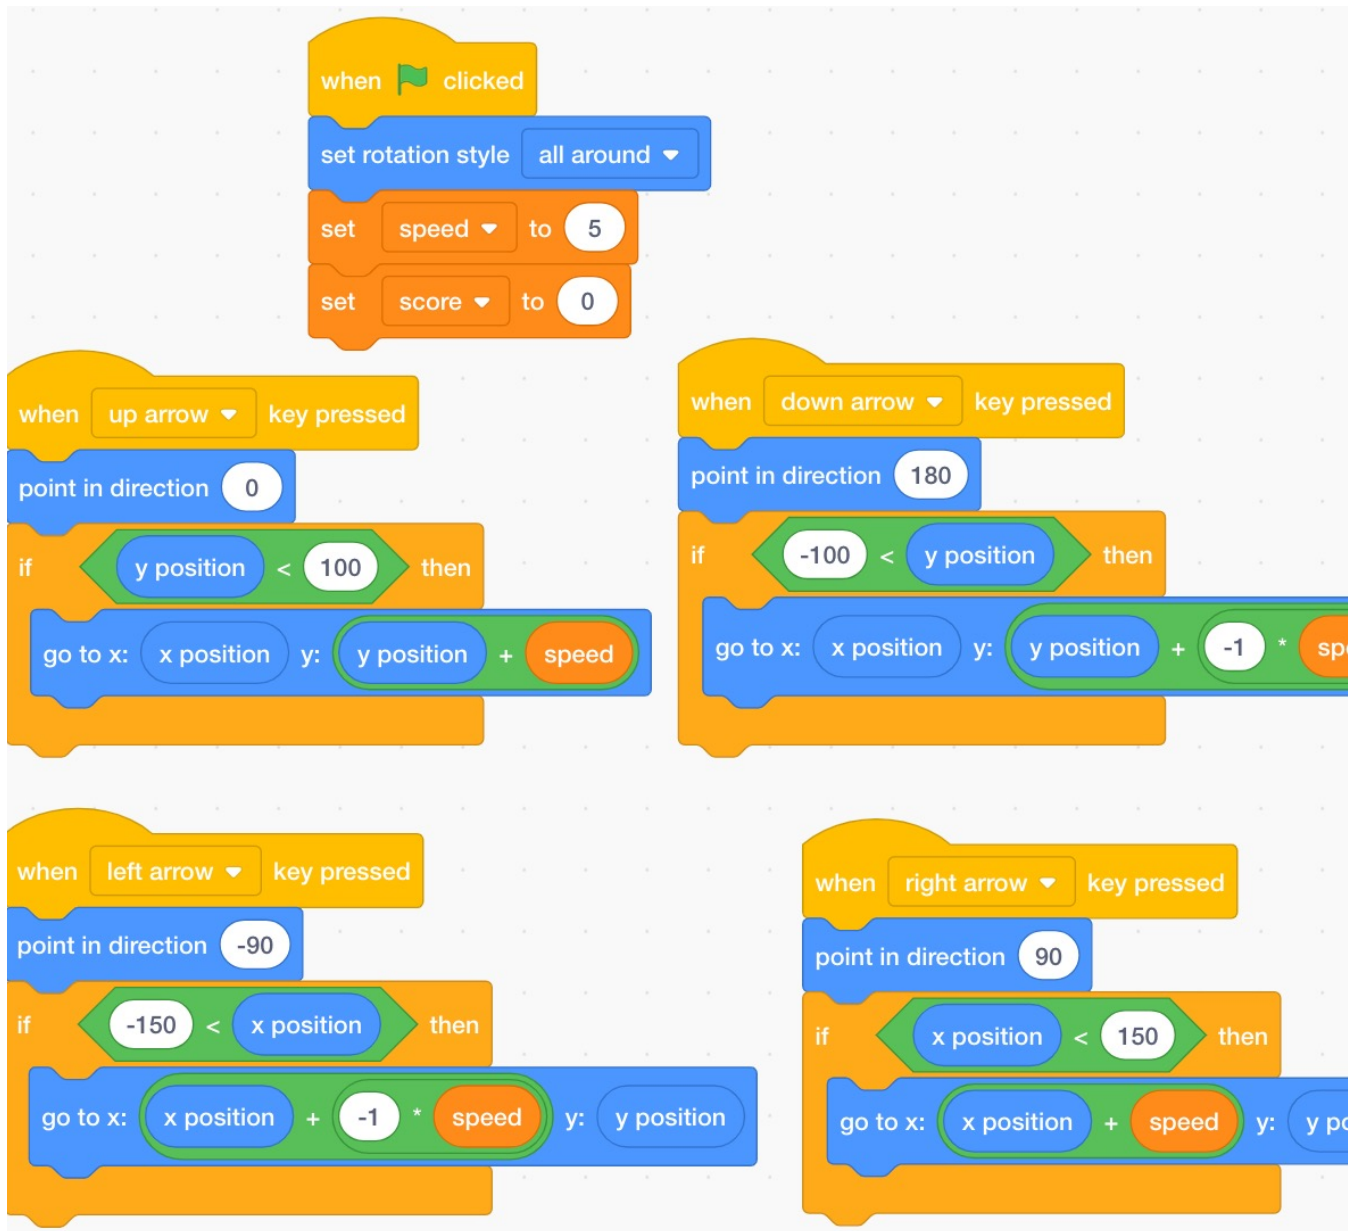 when clicked
set rotation style all around
set speed to 5
set score to 0
when up arrow key pressed
point in direction 0
if y position < 100 then
go to x: x position y: y position + speed
when down arrow key pressed
point in direction 180
if -100 < y position then
go to x: x position y: y position + -1 *
when left arrow key pressed
point in direction -90
if -150 < x position then
go to x: x position + -1 * speed y: y position
when right arrow key pressed
point in direction 90
if x position < 150 then
go to x: x position + speed y: y